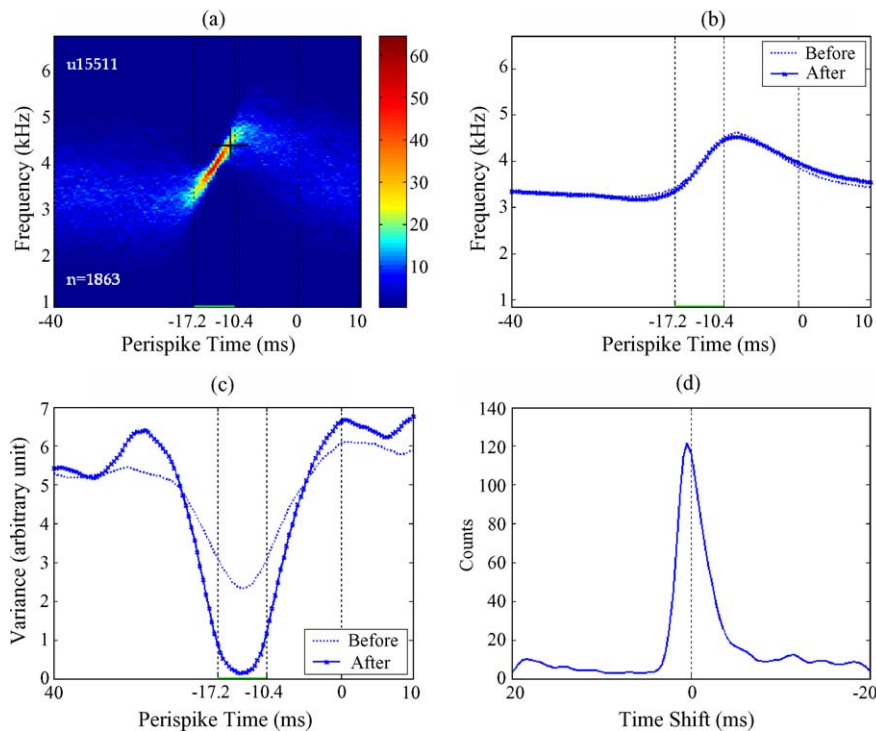 (a)
u15511
n=1863
Frequency (kHz)
6
5
4
3
2
1
-40
-17.2
-10.4
0
10
Perispike Time (ms)
60
50
40
30
20
10
(b)
Before
After
Frequency (kHz)
6
5
4
3
2
1
-40
-17.2
-10.4
0
10
Perispike Time (ms)
(c)
Variance (arbitrary unit)
7
6
5
4
3
2
1
0
Before
After
40
-17.2
-10.4
0
10
Perispike Time (ms)
(d)
Counts
140
120
100
80
60
40
20
0
20
0
-20
Time Shift (ms)